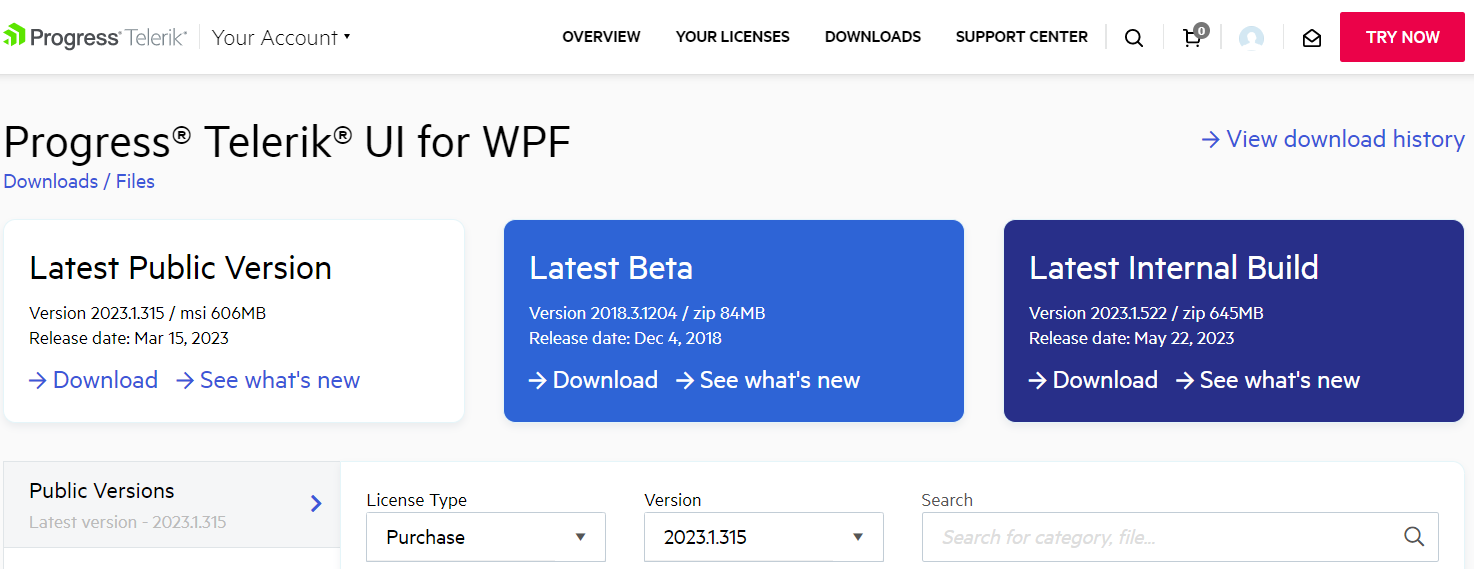 Progress® Telerik® Your Account
OVERVIEW YOUR LICENSES DOWNLOADS SUPPORT CENTER 0 TRY NOW
Progress® Telerik® UI for WPF
View download history
Downloads / Files
Latest Public Version
Version 2023.1.315 / msi 606MB
Release date: Mar 15, 2023
Download See what's new
Latest Beta
Version 2018.3.1204 / zip 84MB
Release date: Dec 4, 2018
Download See what's new
Latest Internal Build
Version 2023.1.522 / zip 645MB
Release date: May 22, 2023
Download See what's new
Public Versions
Latest version - 2023.1.315
License Type
Purchase
Version
2023.1.315
Search
Search for category, file...